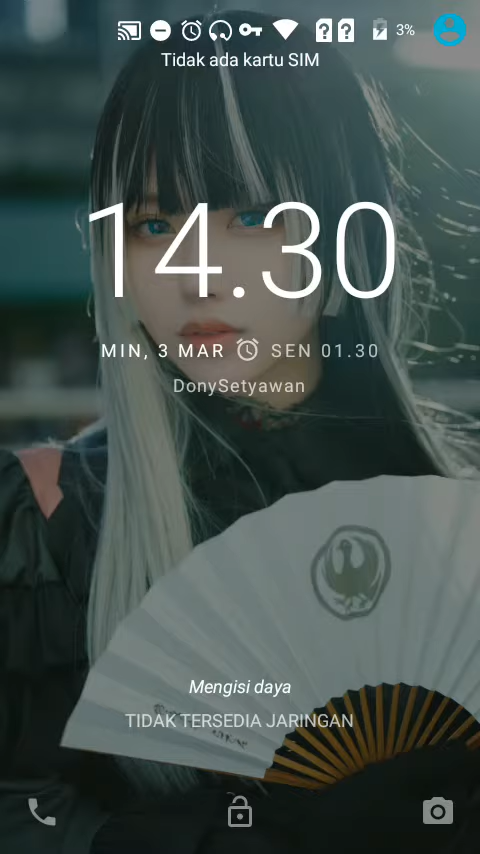 3%
Tidak ada kartu SIM
14.30
MIN, 3 MAR SEN 01.30
DonySetyawan
Mengisi daya
TIDAK TERSEDIA JARINGAN